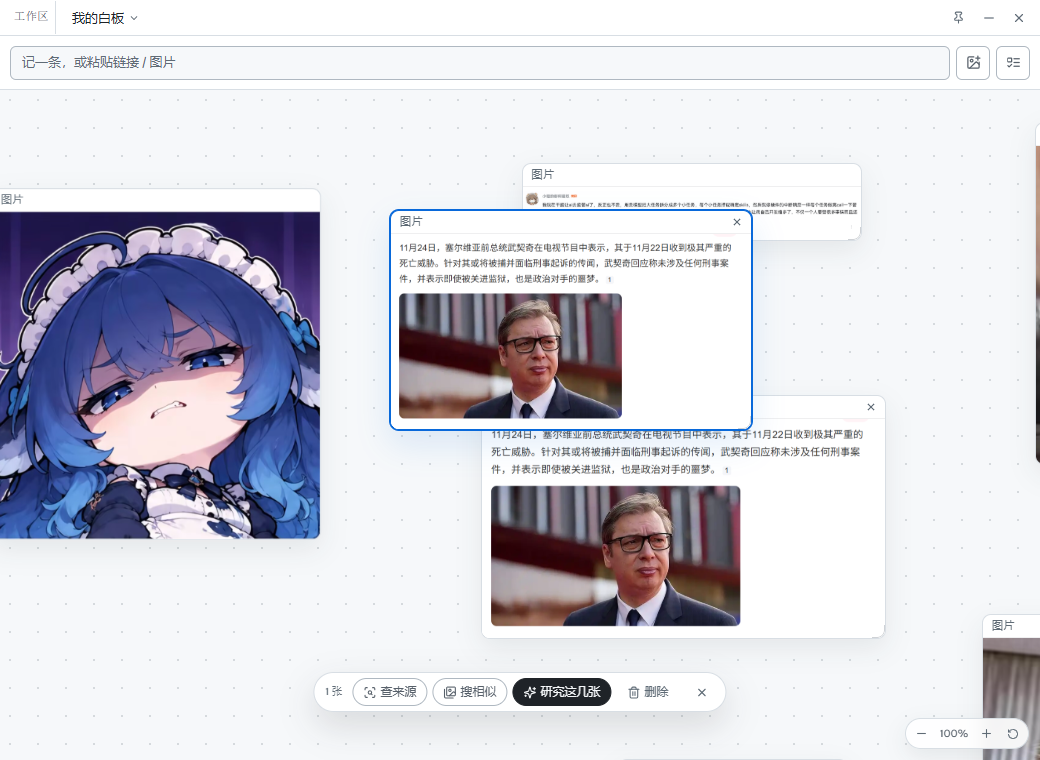 工作区
我的白板
记一条，或粘贴链接 / 图片
图片
图片
图片
11月24日，塞尔维亚前总统武契奇在电视节目中表示，其于11月22日收到极其严重的
死亡威胁。针对其或将被捕并面临刑事起诉的传闻，武契奇回应称未涉及任何刑事案
件，并表示即使被关进监狱，也是政治对手的噩梦。 1
11月24日，塞尔维亚前总统武契奇在电视节目中表示，其于11月22日收到极其严重的
死亡威胁。针对其或将被捕并面临刑事起诉的传闻，武契奇回应称未涉及任何刑事案
件，并表示即使被关进监狱，也是政治对手的噩梦。 1
图片
1 张
查来源
搜相似
研究这几张
删除
100%